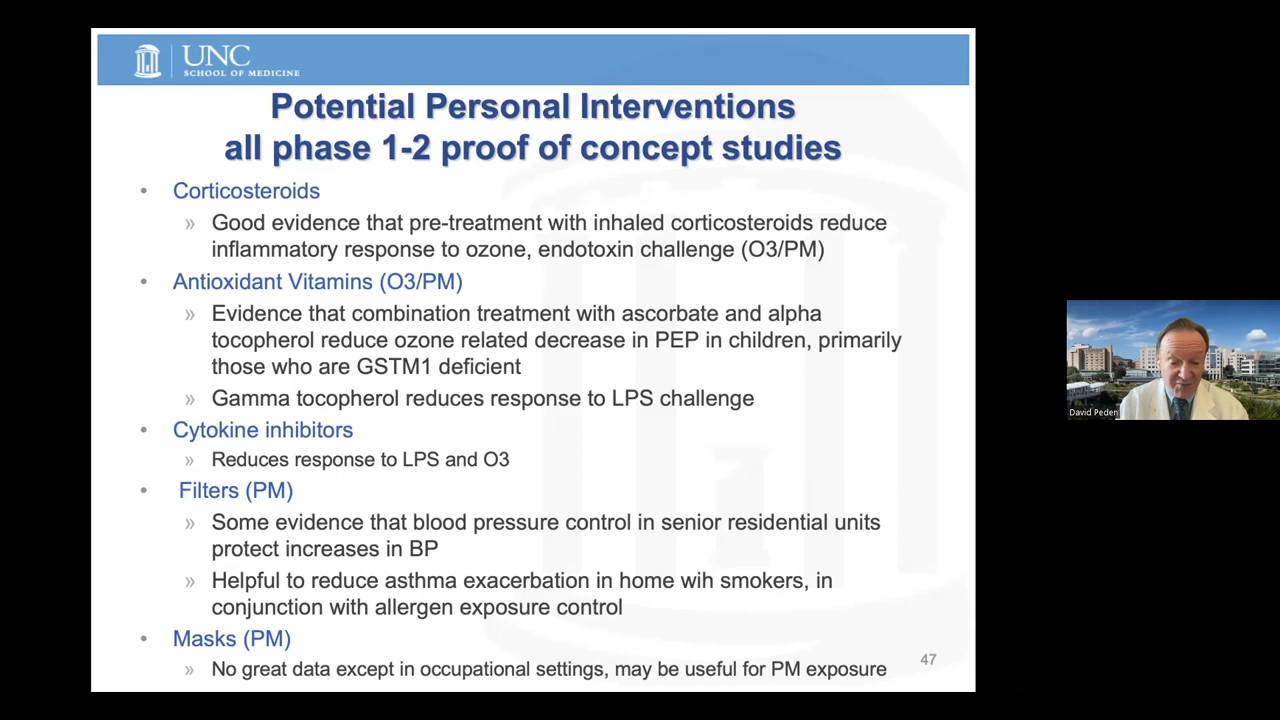 UNC
SCHOOL OF MEDICINE
Potential Personal Interventions
all phase 1-2 proof of concept studies
• Corticosteroids
» Good evidence that pre-treatment with inhaled corticosteroids reduce
inflammatory response to ozone, endotoxin challenge (O3/PM)
• Antioxidant Vitamins (O3/PM)
» Evidence that combination treatment with ascorbate and alpha
tocopherol reduce ozone related decrease in PEP in children, primarily
those who are GSTM1 deficient
» Gamma tocopherol reduces response to LPS challenge
• Cytokine inhibitors
» Reduces response to LPS and O3
• Filters (PM)
» Some evidence that blood pressure control in senior residential units
protect increases in BP
» Helpful to reduce asthma exacerbation in home wih smokers, in
conjunction with allergen exposure control
• Masks (PM)
» No great data except in occupational settings, may be useful for PM exposure
47
David Peden